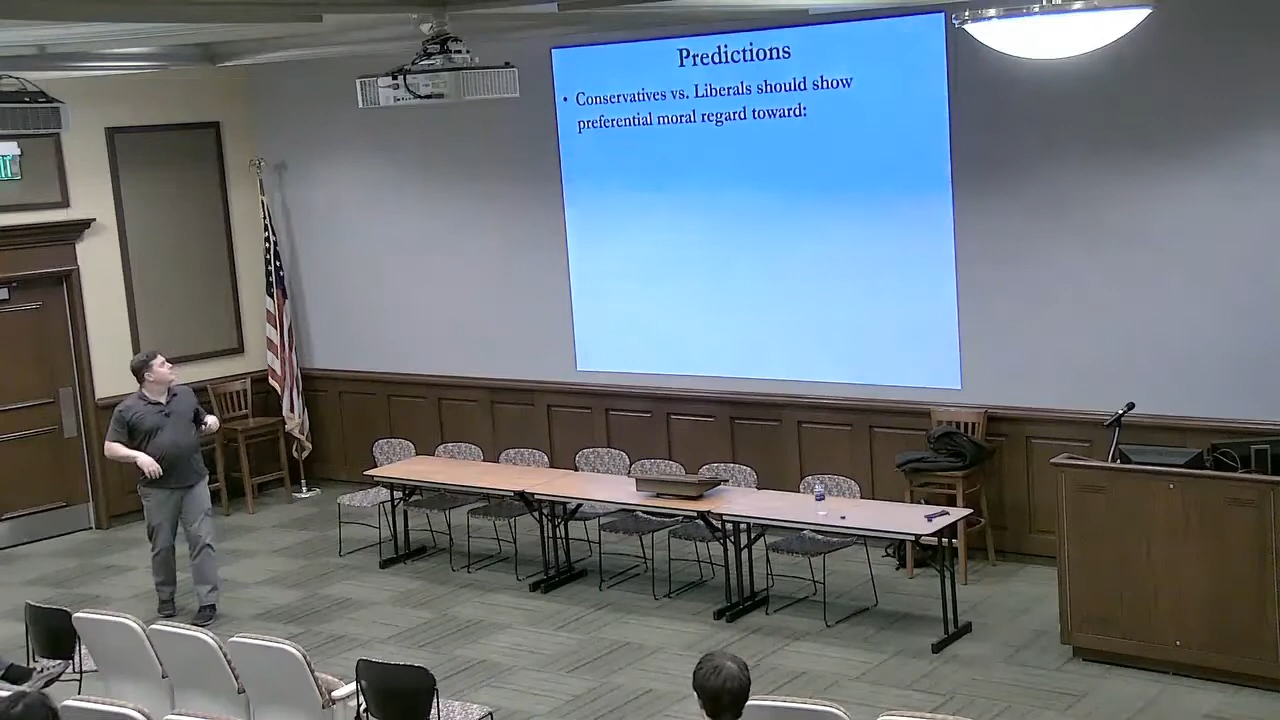 Predictions
• Conservatives vs. Liberals should show
preferential moral regard toward: